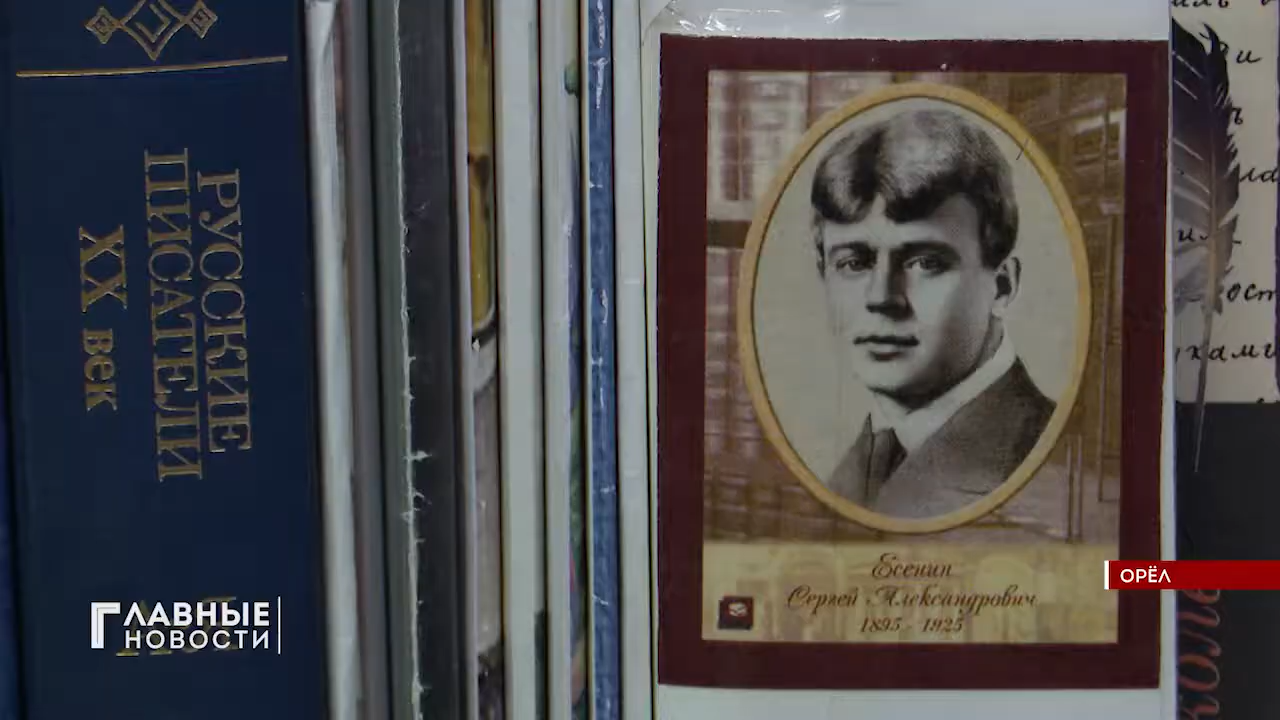 РУССКИЕ
ПИСАТЕЛИ
XX век
Есенин
Сергей Александрович
1895 - 1925
ОРЁЛ
ГЛАВНЫЕ
НОВОСТИ